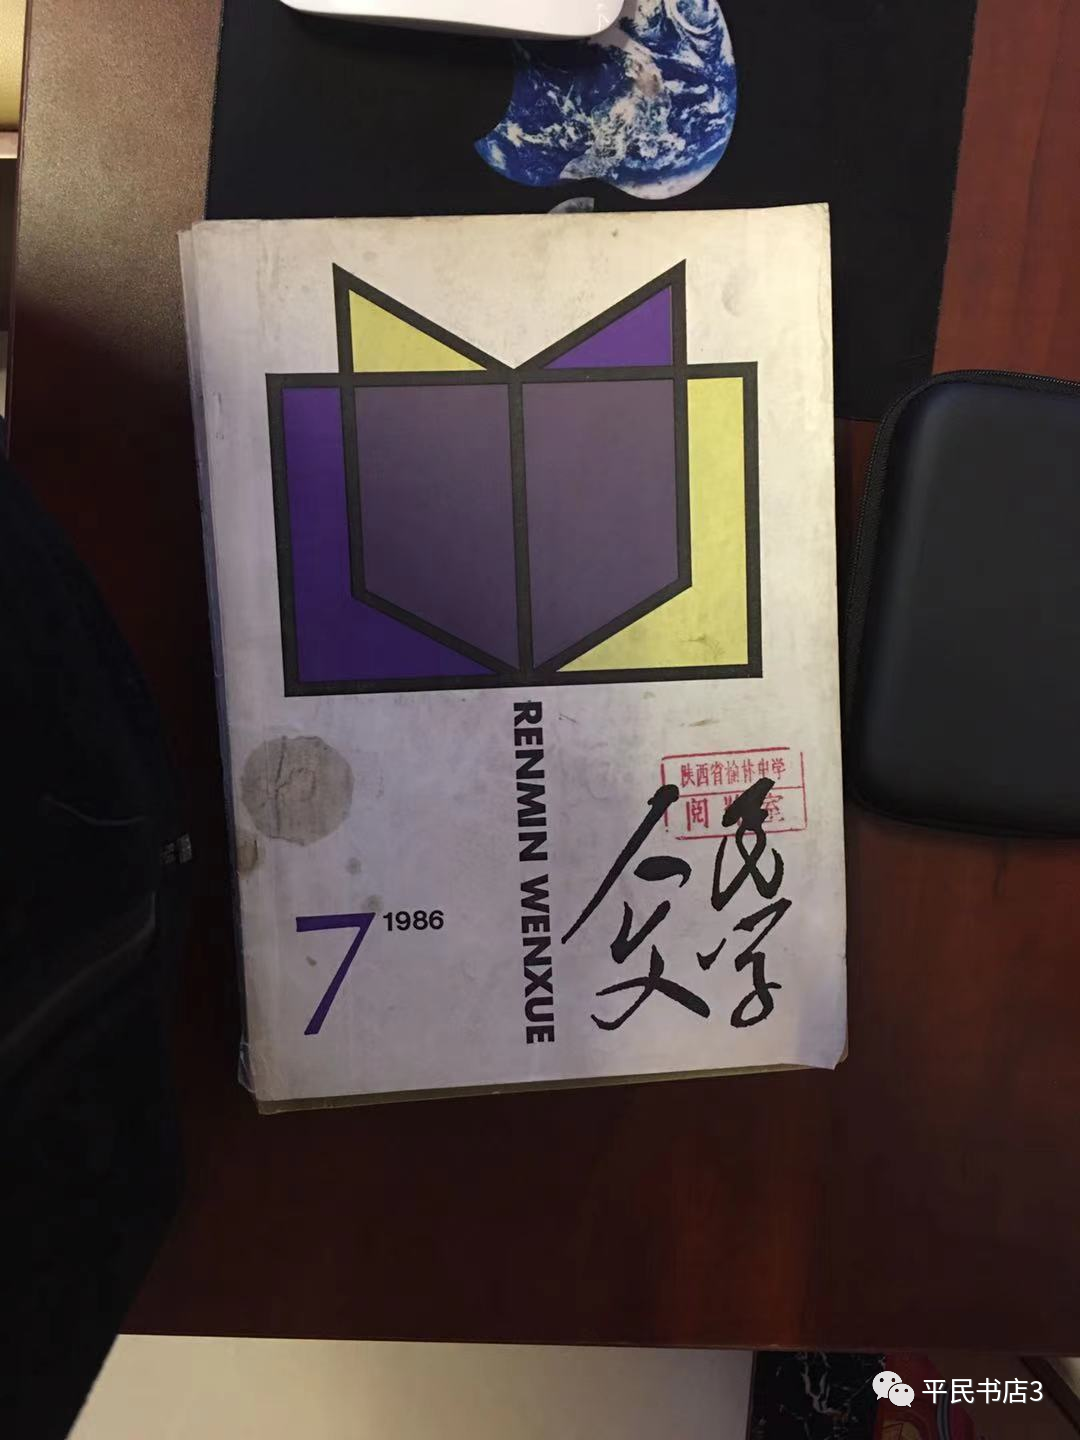 RENMIN WENXUE
陕西省榆林中学
阅览室
人民
文学
7 1986
平民书店3